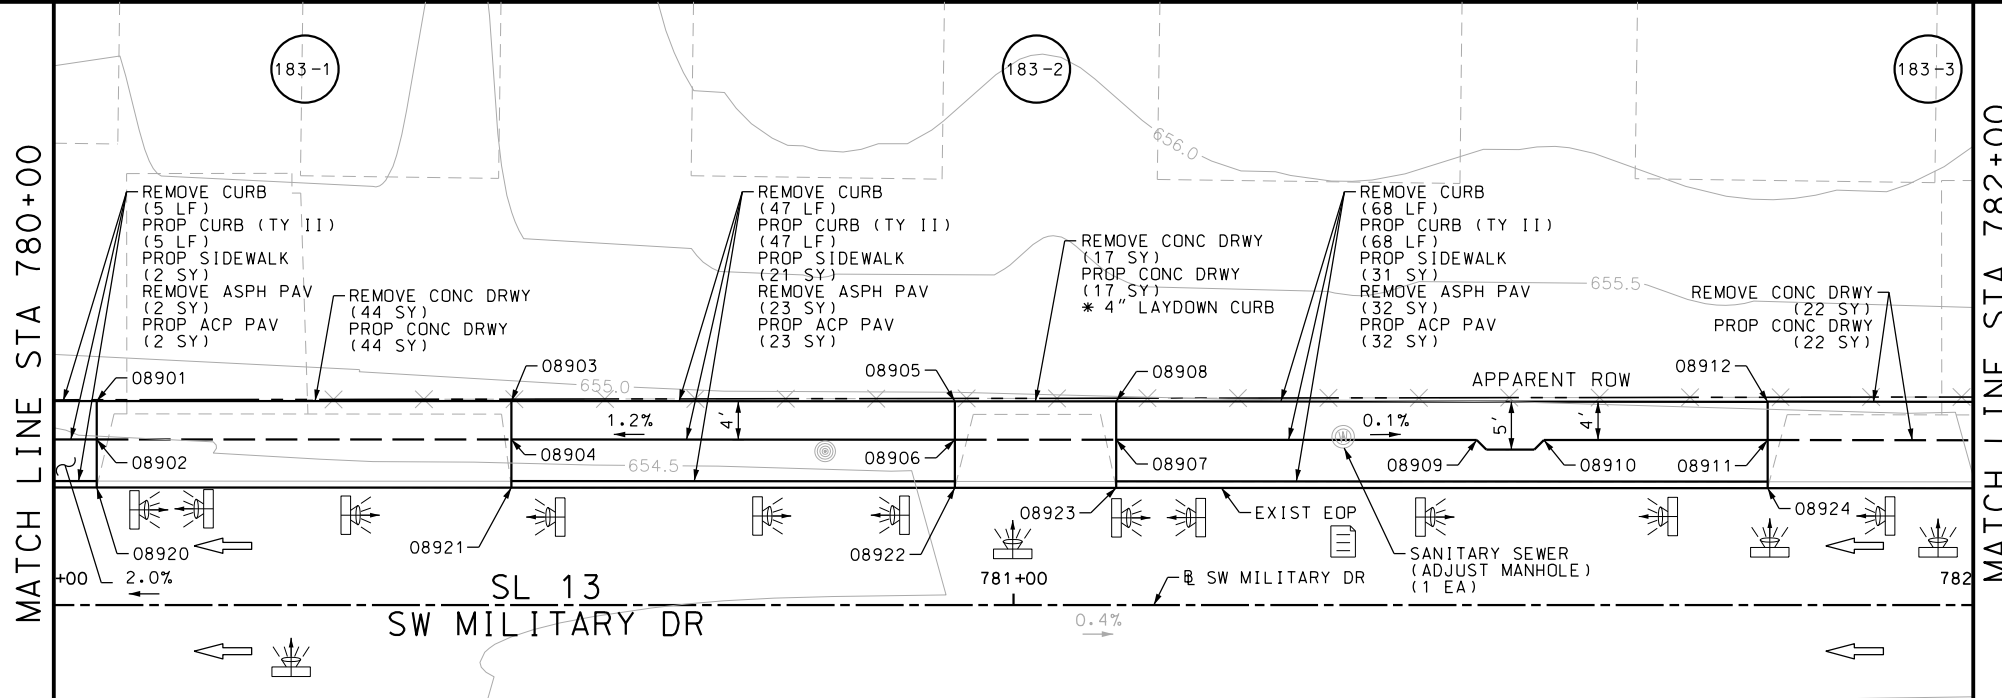 183-1
183-2
183-3
MATCH LINE STA 780+00
MATCH LINE STA 782+00
656.0
REMOVE CURB
(5 LF)
PROP CURB (TY II)
(5 LF)
PROP SIDEWALK
(2 SY)
REMOVE ASPH PAV
(2 SY)
PROP ACP PAV
(2 SY)
REMOVE CONC DRWY
(44 SY)
PROP CONC DRWY
(44 SY)
REMOVE CURB
(47 LF)
PROP CURB (TY II)
(47 LF)
PROP SIDEWALK
(21 SY)
REMOVE ASPH PAV
(23 SY)
PROP ACP PAV
(23 SY)
REMOVE CONC DRWY
(17 SY)
PROP CONC DRWY
(17 SY)
* 4" LAYDOWN CURB
REMOVE CURB
(68 LF)
PROP CURB (TY II)
(68 LF)
PROP SIDEWALK
(31 SY)
REMOVE ASPH PAV
(32 SY)
PROP ACP PAV
(32 SY)
655.5
REMOVE CONC DRWY
(22 SY)
PROP CONC DRWY
(22 SY)
08901
08903
655.0
08905
08908
APPARENT ROW
08912
1.2%
4'
0.1%
5'
4'
08902
08904
654.5
08906
08907
W
08909
08910
08911
08920
08921
08922
08923
EXIST EOP
08924
SANITARY SEWER
(ADJUST MANHOLE)
(1 EA)
+00
2.0%
SL 13
SW MILITARY DR
781+00
℄ SW MILITARY DR
782
0.4%